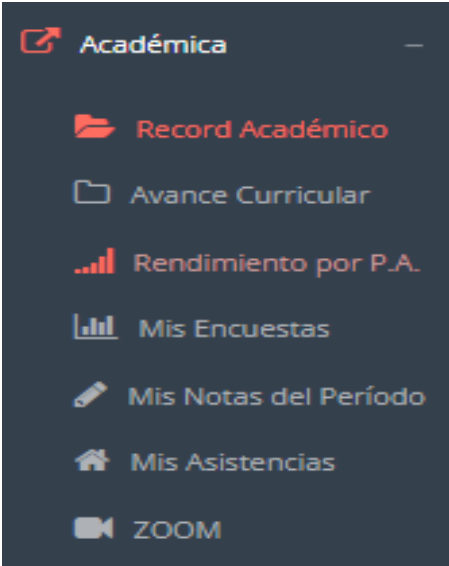 Académica
Record Académico
Avance Curricular
Rendimiento por P.A.
Mis Encuestas
Mis Notas del Período
Mis Asistencias
ZOOM